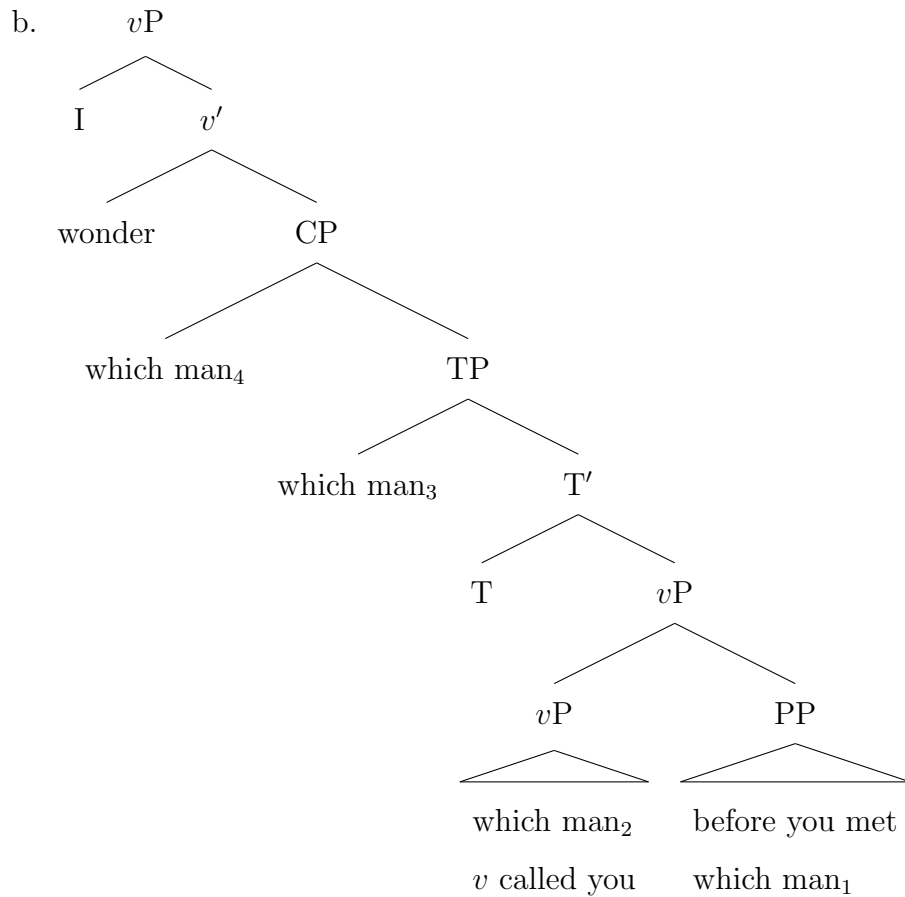 b. vP
I v′
wonder CP
which man₄ TP
which man₃ T′
T vP
vP PP
which man₂ before you met
v called you which man₁